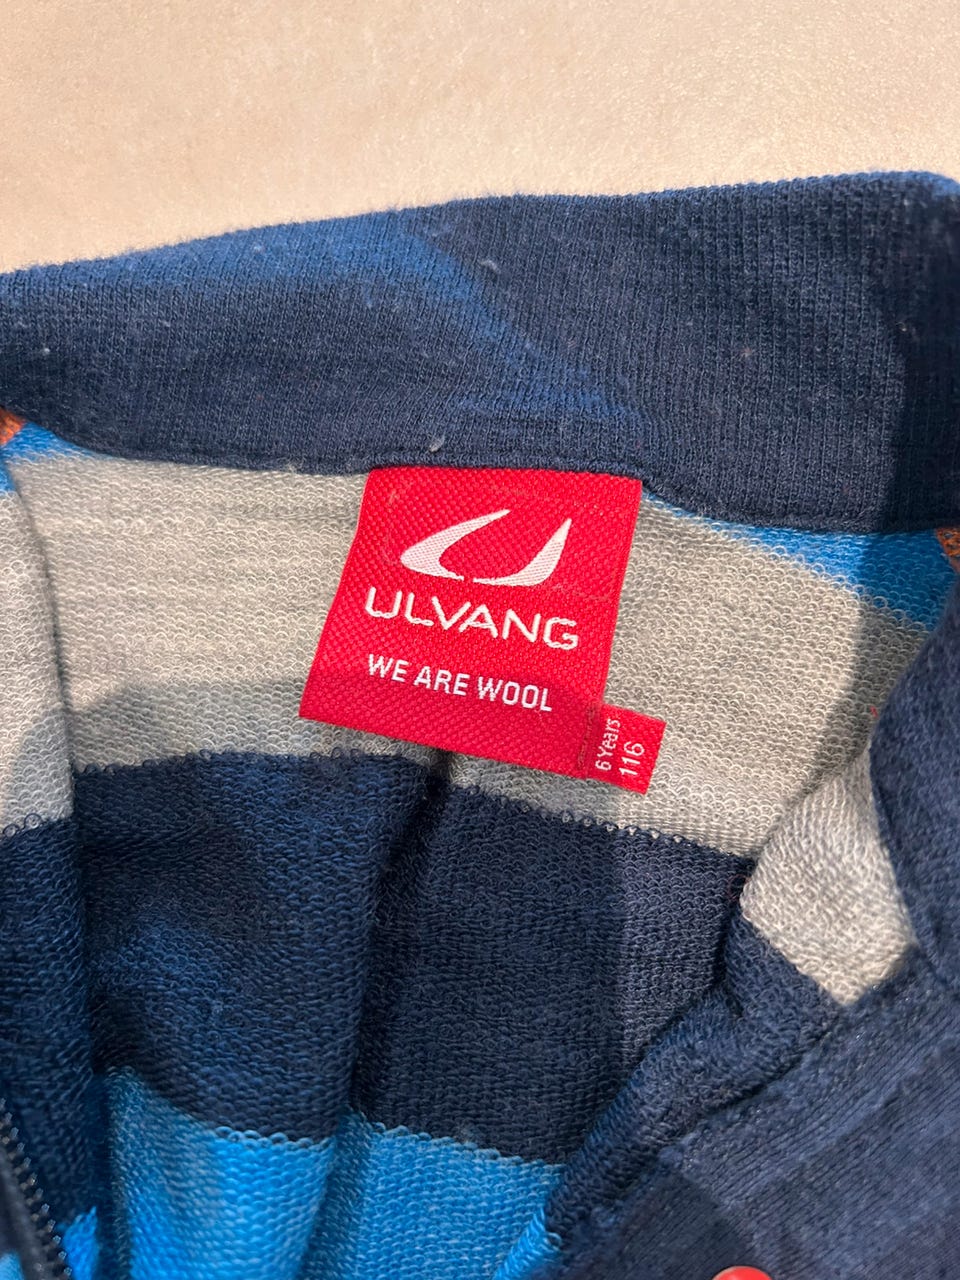 ULVANG
WE ARE WOOL
6 Years
116